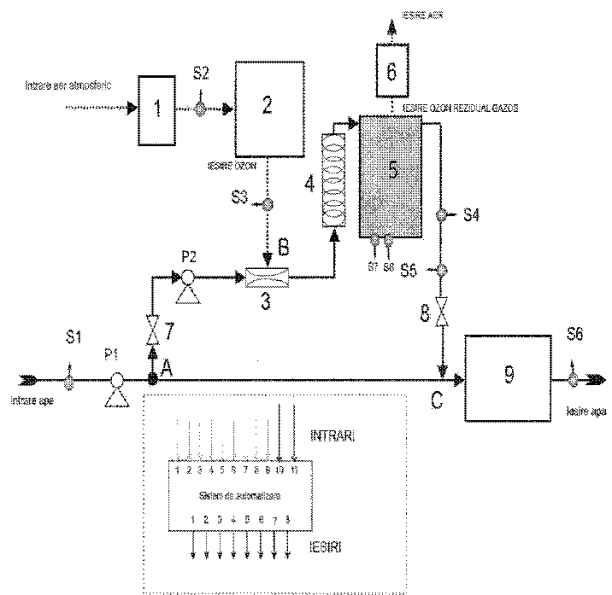 IESIRE AER
S2
6
Intrare aer atmosferic
1
2
IESIRE OZON REZIDUAL GAZOS
IESIRE OZON
4
5
S3
S4
B
S7
S8
S5
P2
3
7
8
S1
P1
A
C
9
S6
Intrare apa
Iesire apa
INTRARI
1 2 3 4 5 6 7 8 9 10 11
Sistem de automatizare
1 2 3 4 5 6 7 8
IESIRI